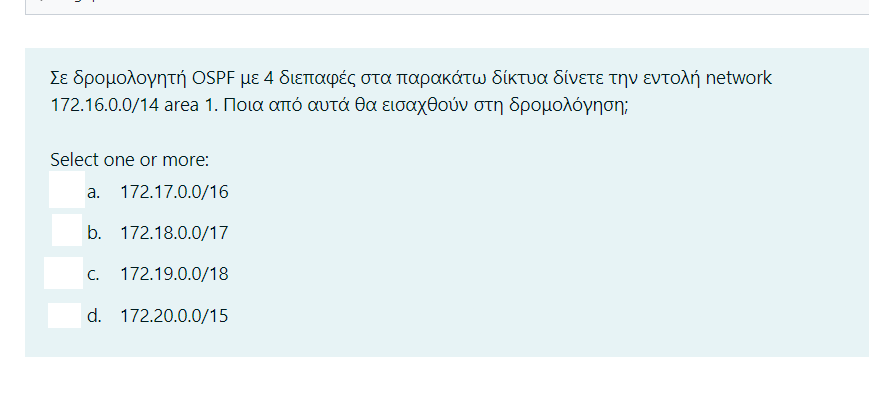 Σε δρομολογητή OSPF με 4 διεπαφές στα παρακάτω δίκτυα δίνετε την εντολή network
172.16.0.0/14 area 1. Ποια από αυτά θα εισαχθούν στη δρομολόγηση;
Select one or more:
a. 172.17.0.0/16
b. 172.18.0.0/17
c. 172.19.0.0/18
d. 172.20.0.0/15